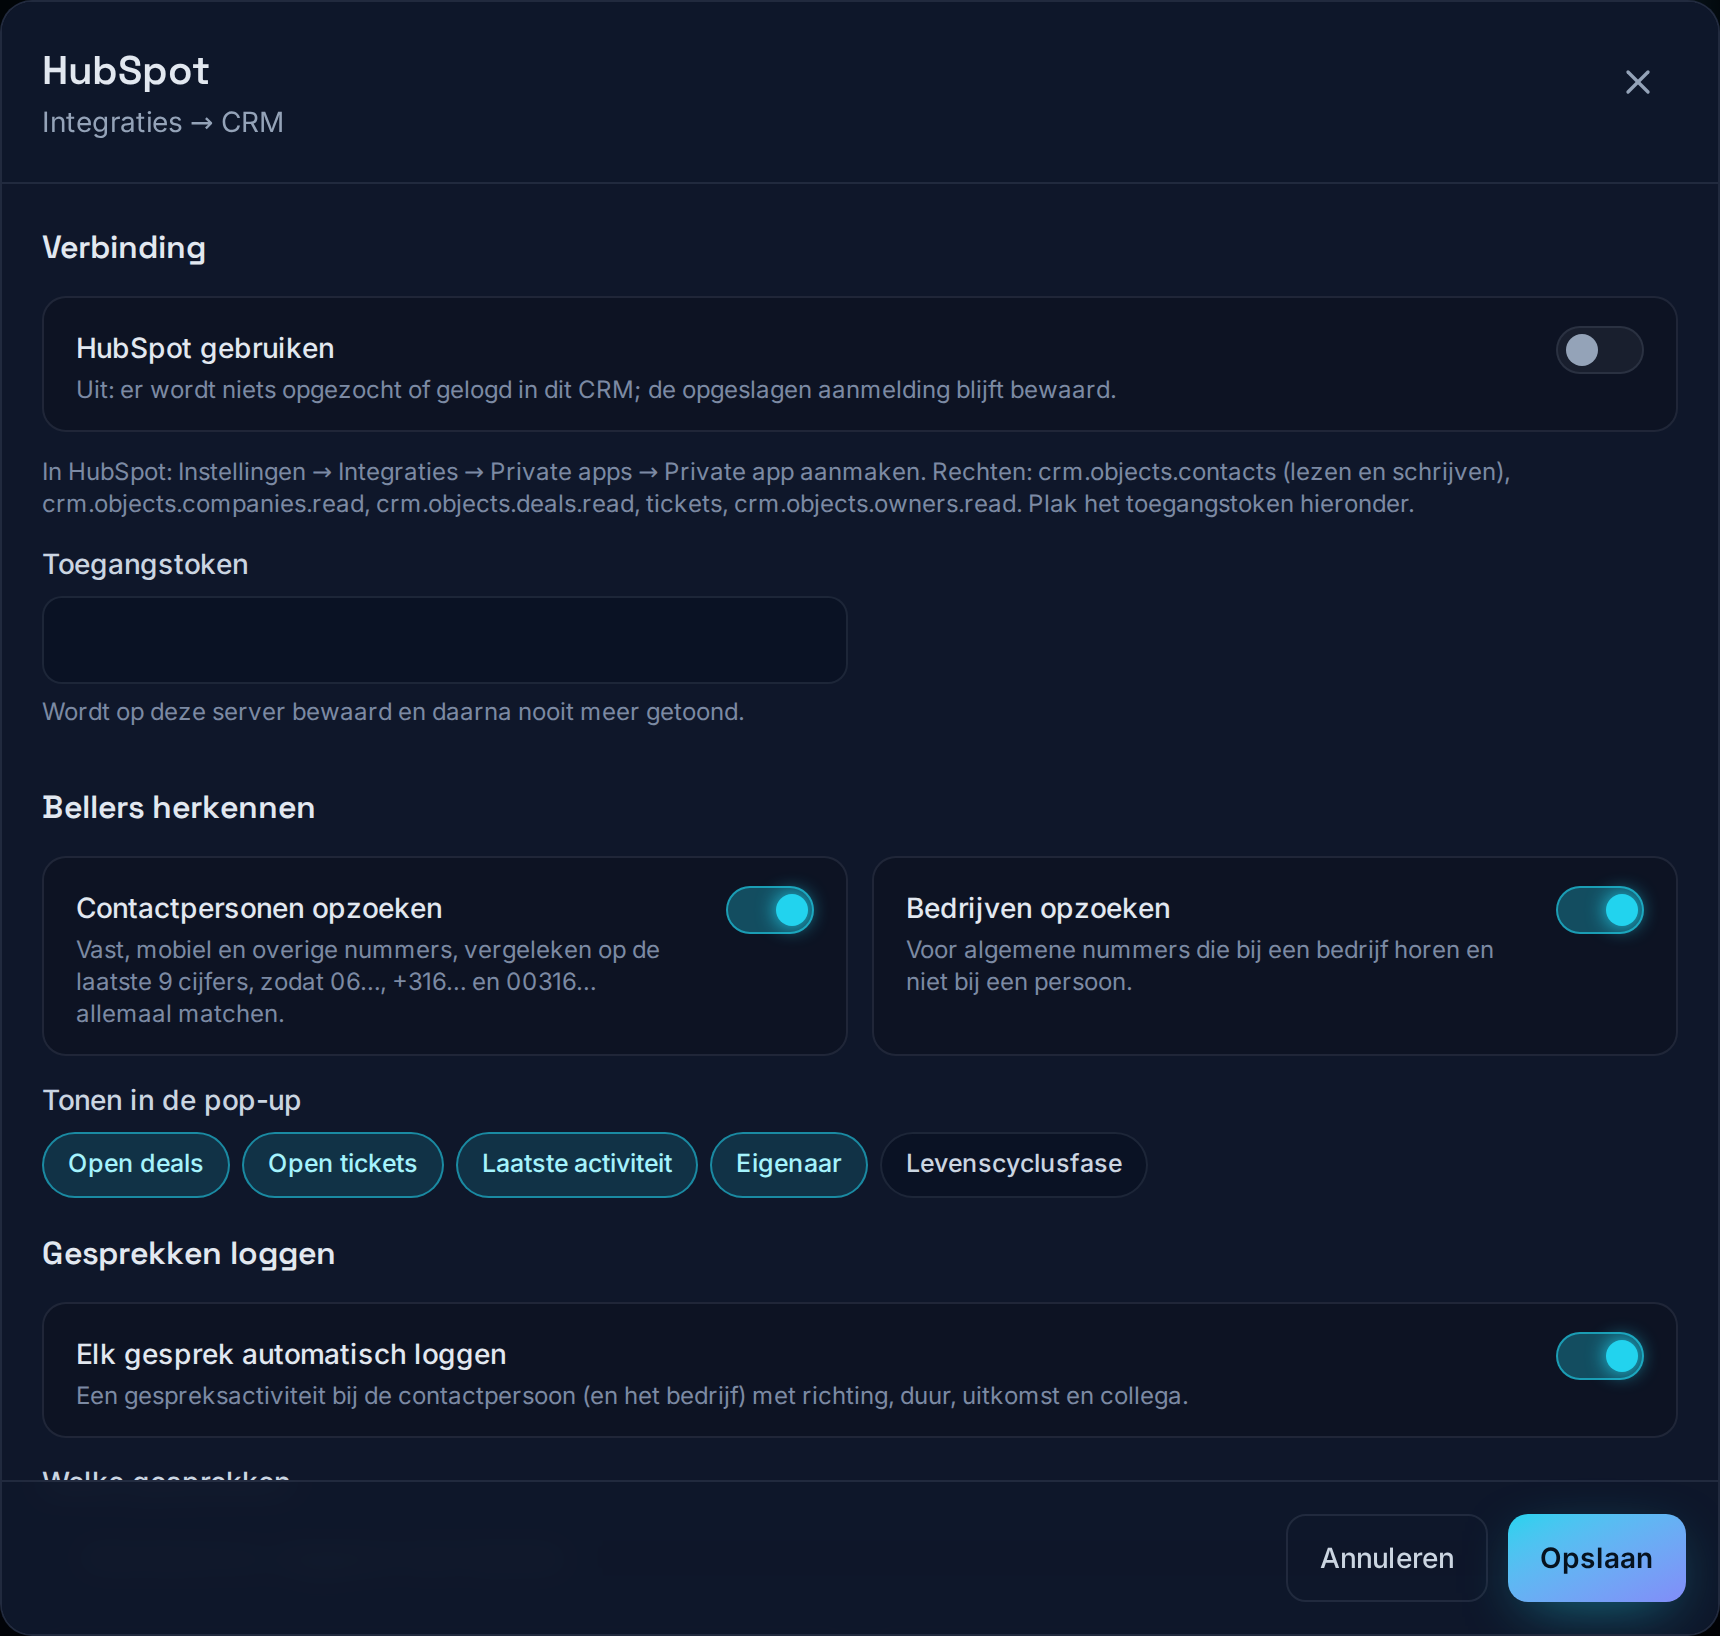 HubSpot
Integraties → CRM
Verbinding
HubSpot gebruiken
Uit: er wordt niets opgezocht of gelogd in dit CRM; de opgeslagen aanmelding blijft bewaard.
In HubSpot: Instellingen → Integraties → Private apps → Private app aanmaken. Rechten: crm.objects.contacts (lezen en schrijven),
crm.objects.companies.read, crm.objects.deals.read, tickets, crm.objects.owners.read. Plak het toegangstoken hieronder.
Toegangstoken
Wordt op deze server bewaard en daarna nooit meer getoond.
Bellers herkennen
Contactpersonen opzoeken
Vast, mobiel en overige nummers, vergeleken op de
laatste 9 cijfers, zodat 06…, +316… en 00316…
allemaal matchen.
Bedrijven opzoeken
Voor algemene nummers die bij een bedrijf horen en
niet bij een persoon.
Tonen in de pop-up
Open deals
Open tickets
Laatste activiteit
Eigenaar
Levenscyclusfase
Gesprekken loggen
Elk gesprek automatisch loggen
Een gespreksactiviteit bij de contactpersoon (en het bedrijf) met richting, duur, uitkomst en collega.
Welke gesprekken
Annuleren
Opslaan